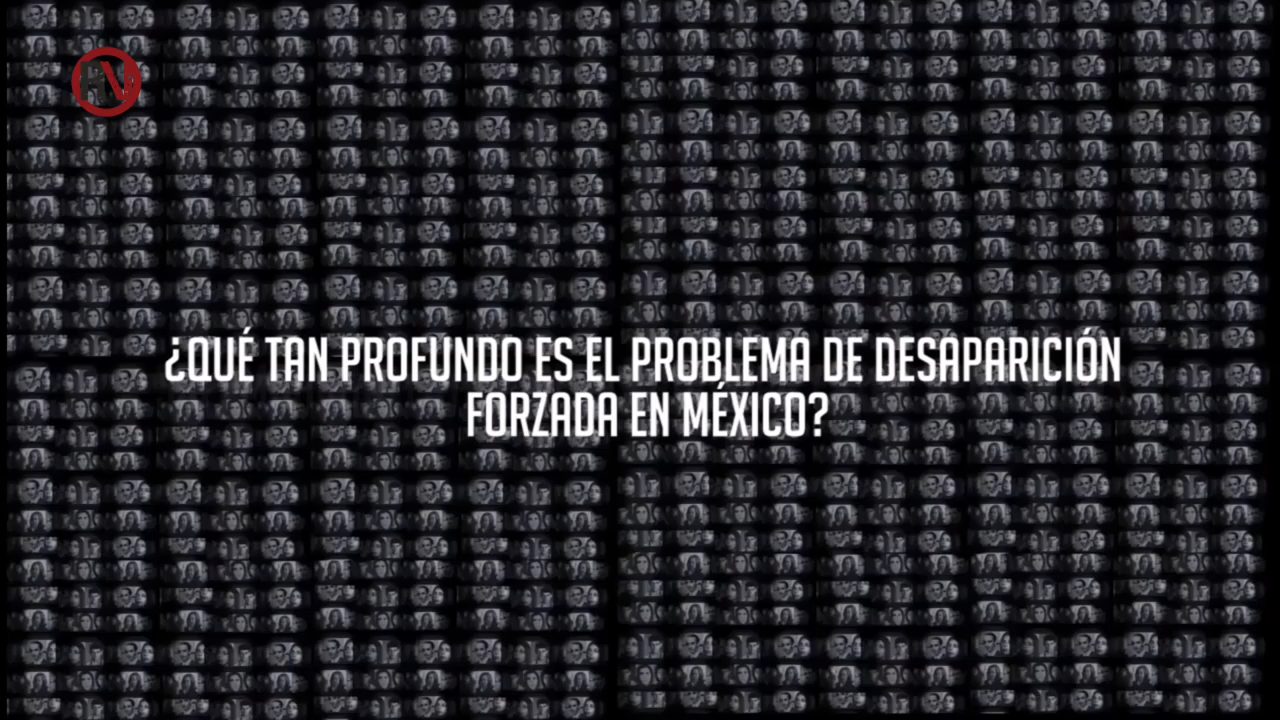 ¿QUÉ TAN PROFUNDO ES EL PROBLEMA DE DESAPARICIÓN
FORZADA EN MÉXICO?